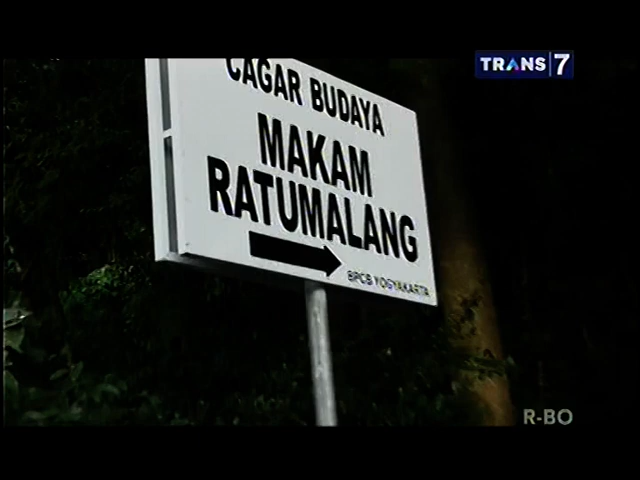 TRANS 7
CAGAR BUDAYA
MAKAM
RATUMALANG
BPCB YOGYAKARTA
R-BO